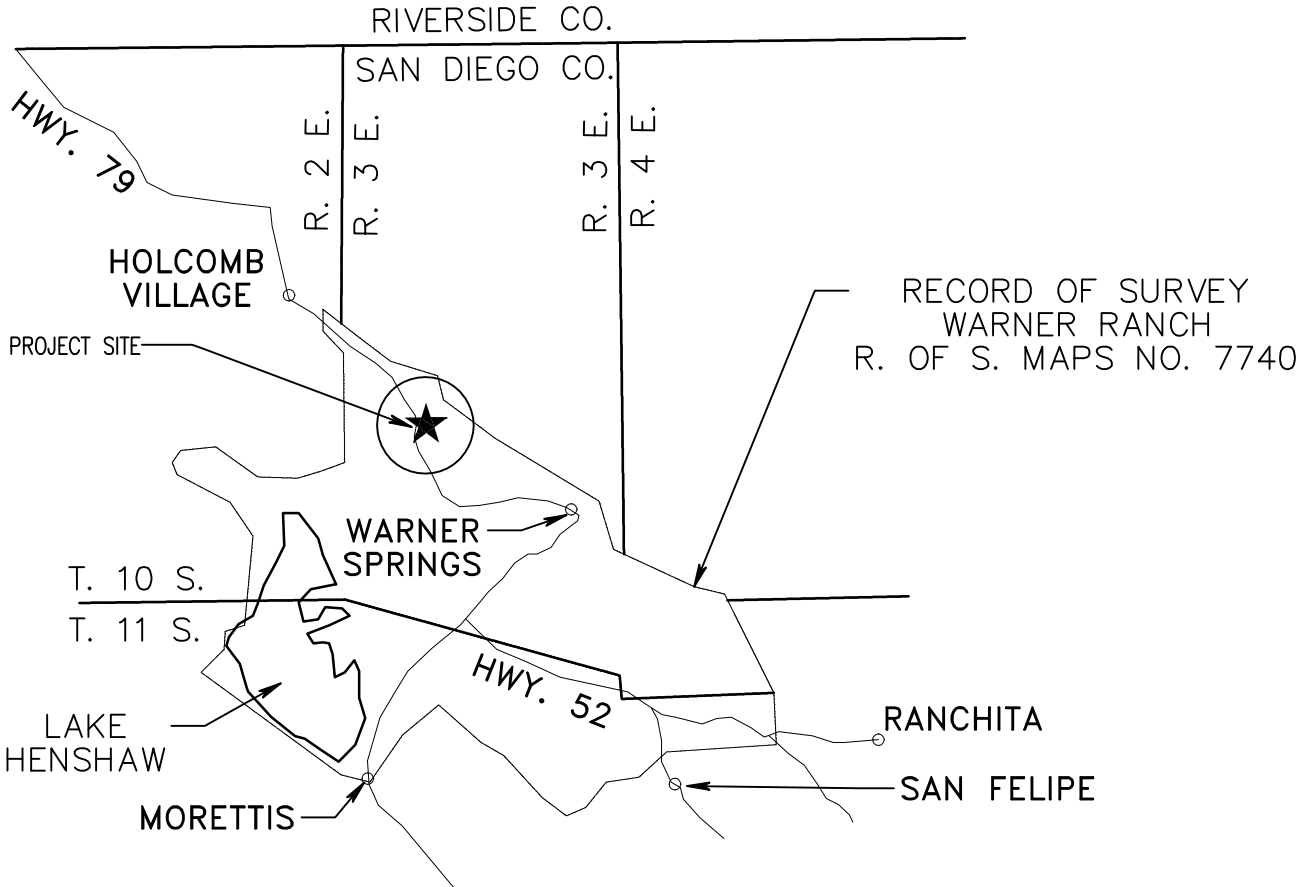 RIVERSIDE CO.
SAN DIEGO CO.
HWY. 79
R. 2 E.
R. 3 E.
R. 3 E.
R. 4 E.
HOLCOMB
VILLAGE
PROJECT SITE
RECORD OF SURVEY
WARNER RANCH
R. OF S. MAPS NO. 7740
WARNER
SPRINGS
T. 10 S.
T. 11 S.
HWY. 52
LAKE
HENSHAW
RANCHITA
SAN FELIPE
MORETTIS